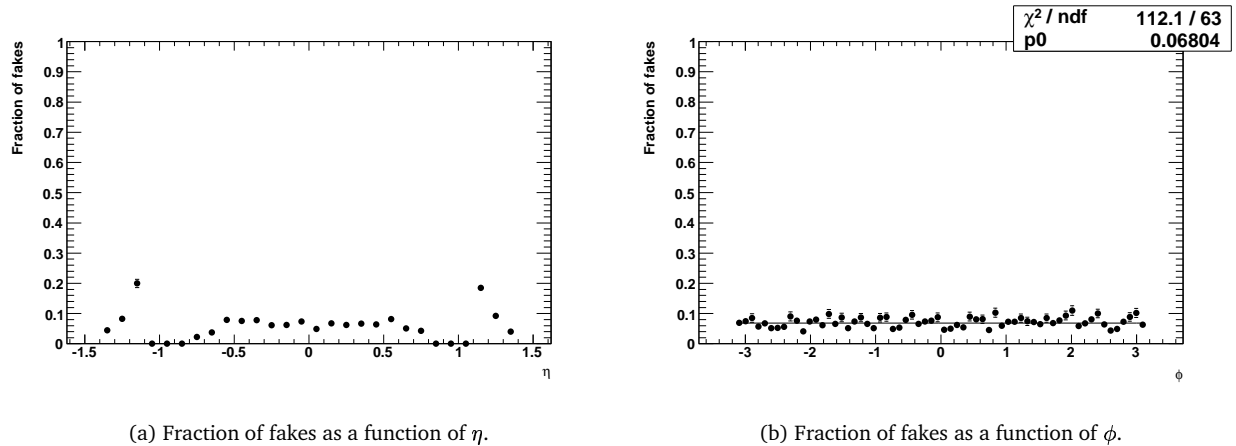 Fraction of fakes
1
0.9
0.8
0.7
0.6
0.5
0.4
0.3
0.2
0.1
0
-1.5 -1 -0.5 0 0.5 1 1.5
η
(a) Fraction of fakes as a function of η.
χ² / ndf 112.1 / 63
p0 0.06804
Fraction of fakes
1
0.9
0.8
0.7
0.6
0.5
0.4
0.3
0.2
0.1
0
-3 -2 -1 0 1 2 3
ϕ
(b) Fraction of fakes as a function of ϕ.